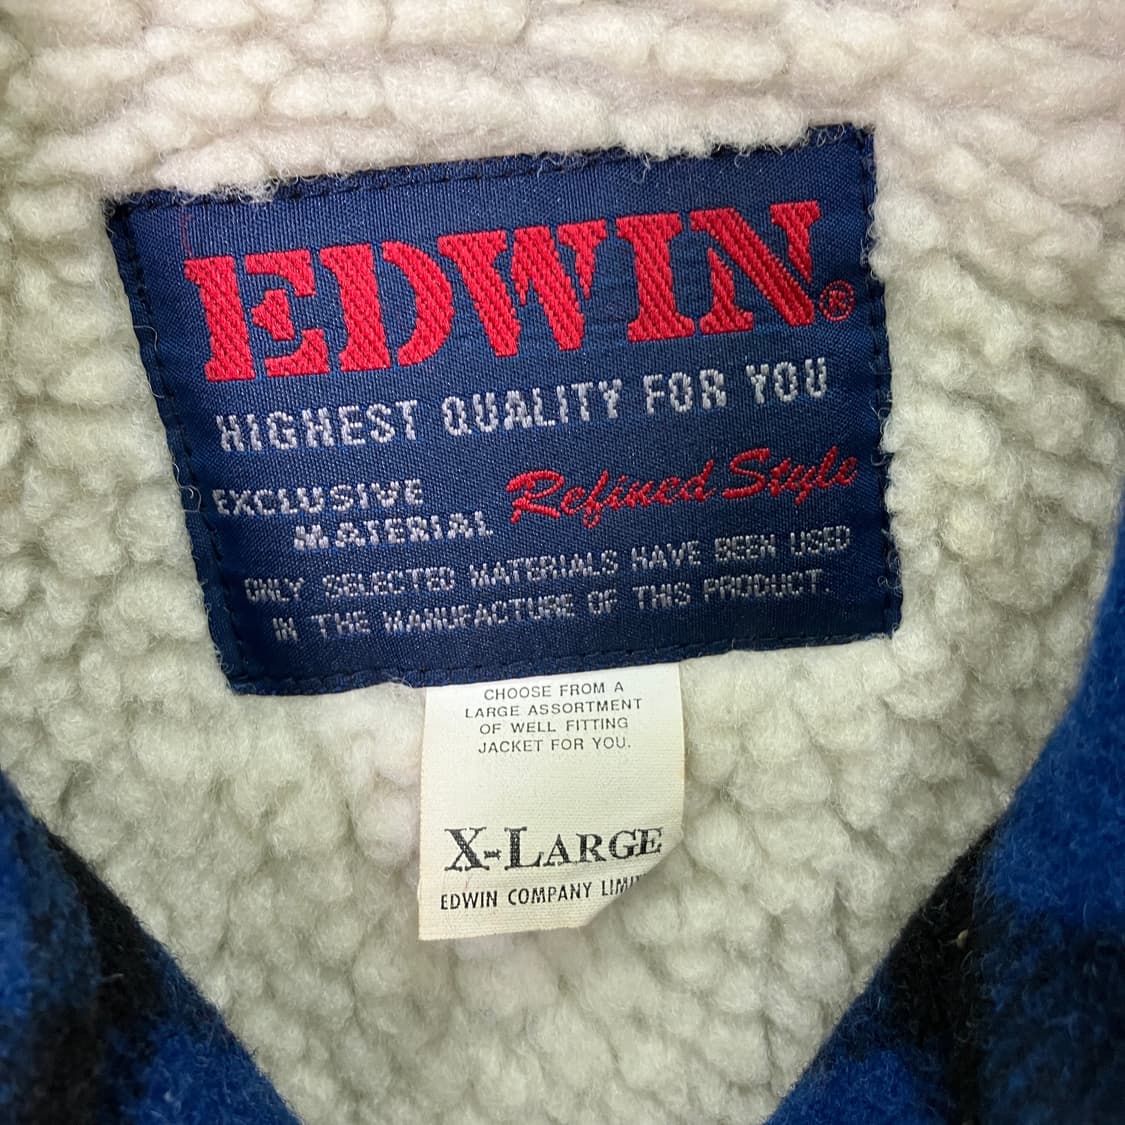 EDWIN®
HIGHEST QUALITY FOR YOU
EXCLUSIVE
MATERIAL
Refined Style
ONLY SELECTED MATERIALS HAVE BEEN USED
IN THE MANUFACTURE OF THIS PRODUCT.
CHOOSE FROM A
LARGE ASSORTMENT
OF WELL FITTING
JACKET FOR YOU.
X-LARGE
EDWIN COMPANY